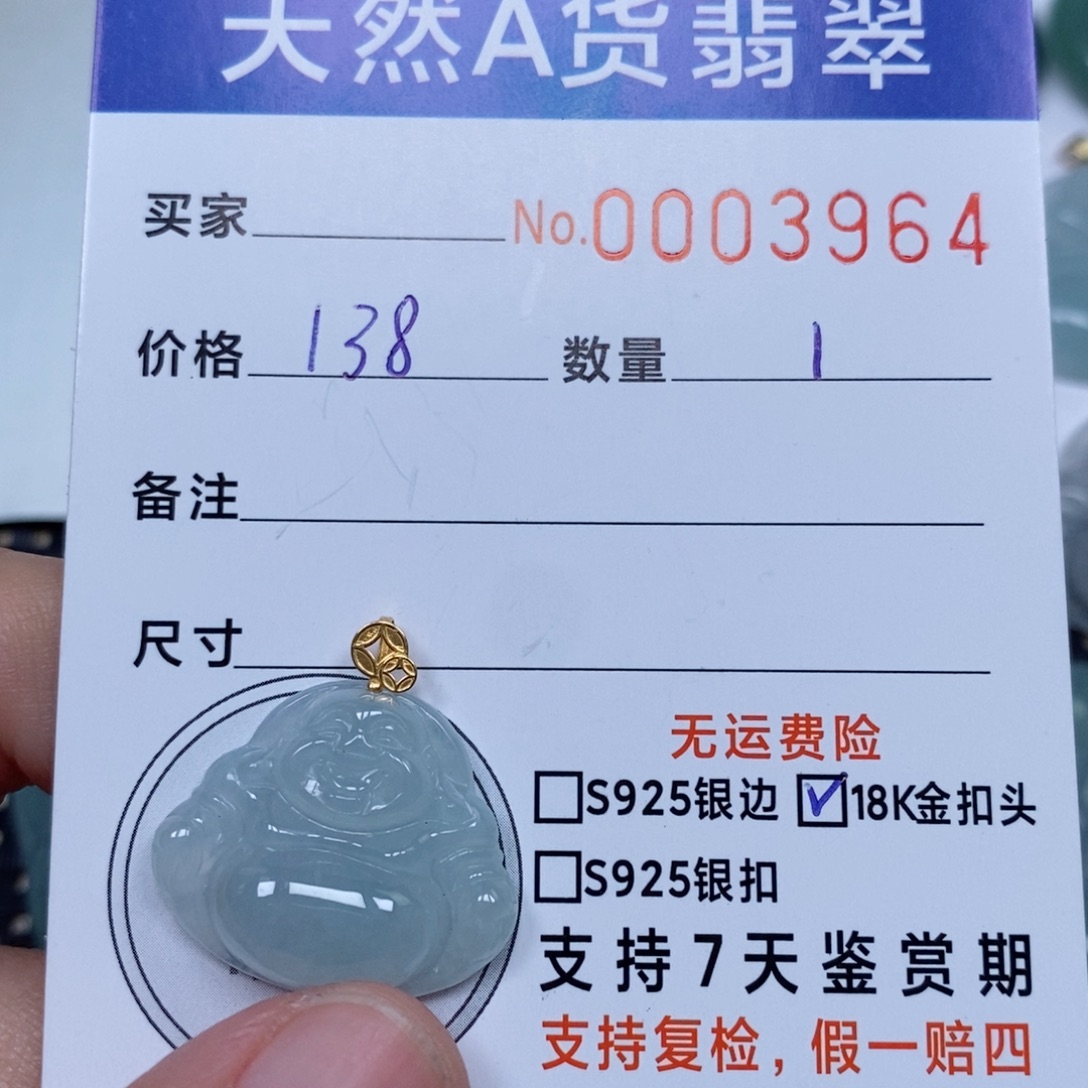 天然A货翡翠
买家 No.0003964
价格 138 数量 1
备注
尺寸
无运费险
S925银边 18K金扣头
S925银扣
支持7天鉴赏期
支持复检，假一赔四